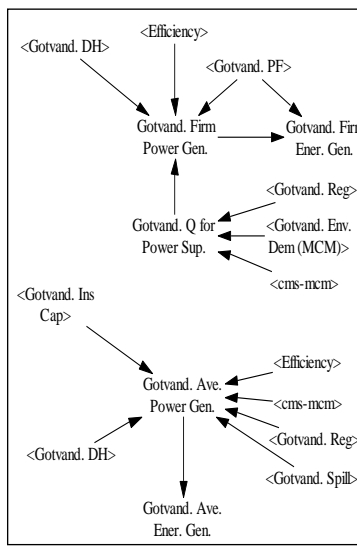 <Efficiency>
<Gotvand. DH>
<Gotvand. PF>
Gotvand. Firm
Power Gen.
Gotvand. Fir
Ener. Gen.
<Gotvand. Reg>
Gotvand. Q for
Power Sup.
<Gotvand. Env.
Dem (MCM)>
<cms-mcm>
<Gotvand. Ins
Cap>
Gotvand. Ave.
Power Gen.
<Efficiency>
<cms-mcm>
<Gotvand. Reg>
<Gotvand. DH>
<Gotvand. Spill>
Gotvand. Ave.
Ener. Gen.